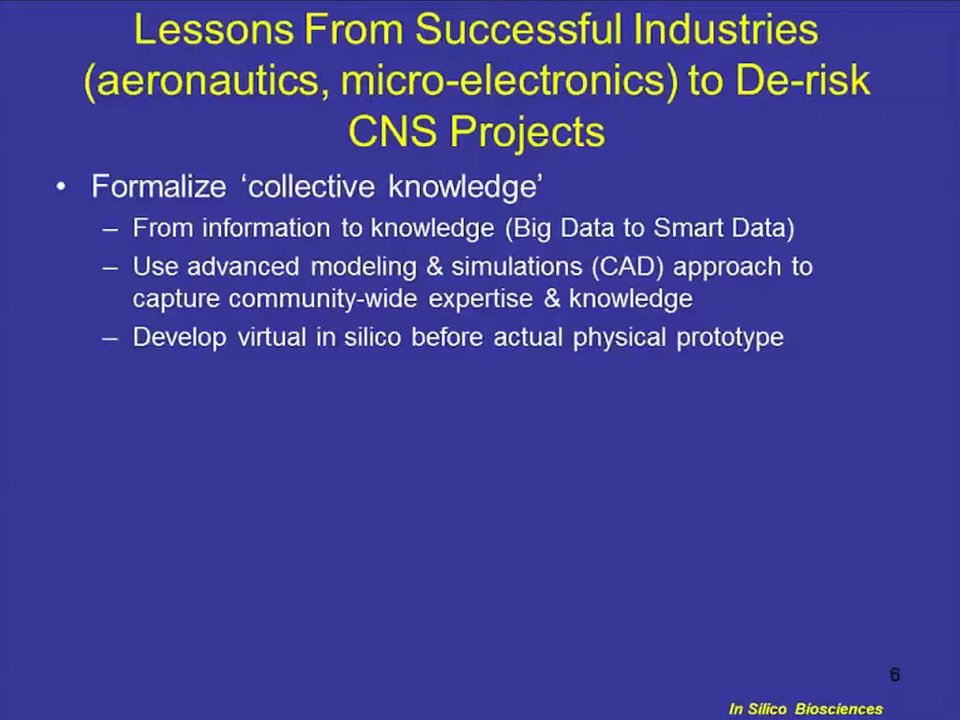 Lessons From Successful Industries
(aeronautics, micro-electronics) to De-risk
CNS Projects
• Formalize ‘collective knowledge’
– From information to knowledge (Big Data to Smart Data)
– Use advanced modeling & simulations (CAD) approach to
capture community-wide expertise & knowledge
– Develop virtual in silico before actual physical prototype
6
In Silico Biosciences